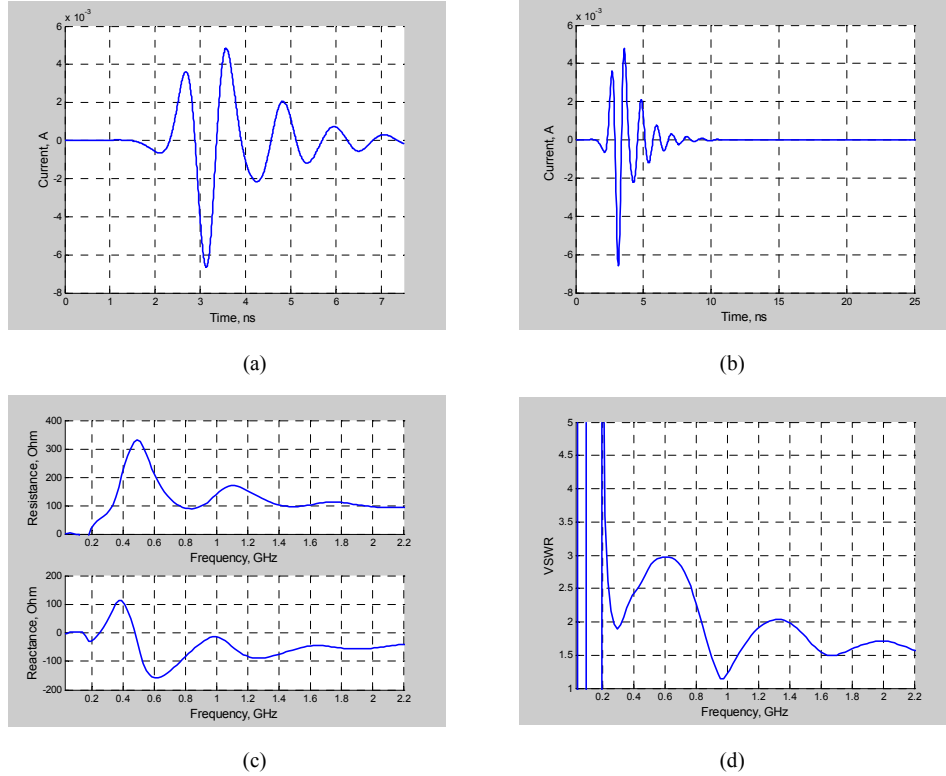 x 10⁻³
6
4
2
0
-2
-4
-6
-8
Current, A
0 1 2 3 4 5 6 7
Time, ns
(a)
x 10⁻³
6
4
2
0
-2
-4
-6
-8
Current, A
0 5 10 15 20 25
Time, ns
(b)
400
300
200
100
0
Resistance, Ohm
0.2 0.4 0.6 0.8 1 1.2 1.4 1.6 1.8 2 2.2
Frequency, GHz
200
100
0
-100
-200
Reactance, Ohm
0.2 0.4 0.6 0.8 1 1.2 1.4 1.6 1.8 2 2.2
Frequency, GHz
(c)
5
4.5
4
3.5
3
2.5
2
1.5
1
VSWR
0.2 0.4 0.6 0.8 1 1.2 1.4 1.6 1.8 2 2.2
Frequency, GHz
(d)